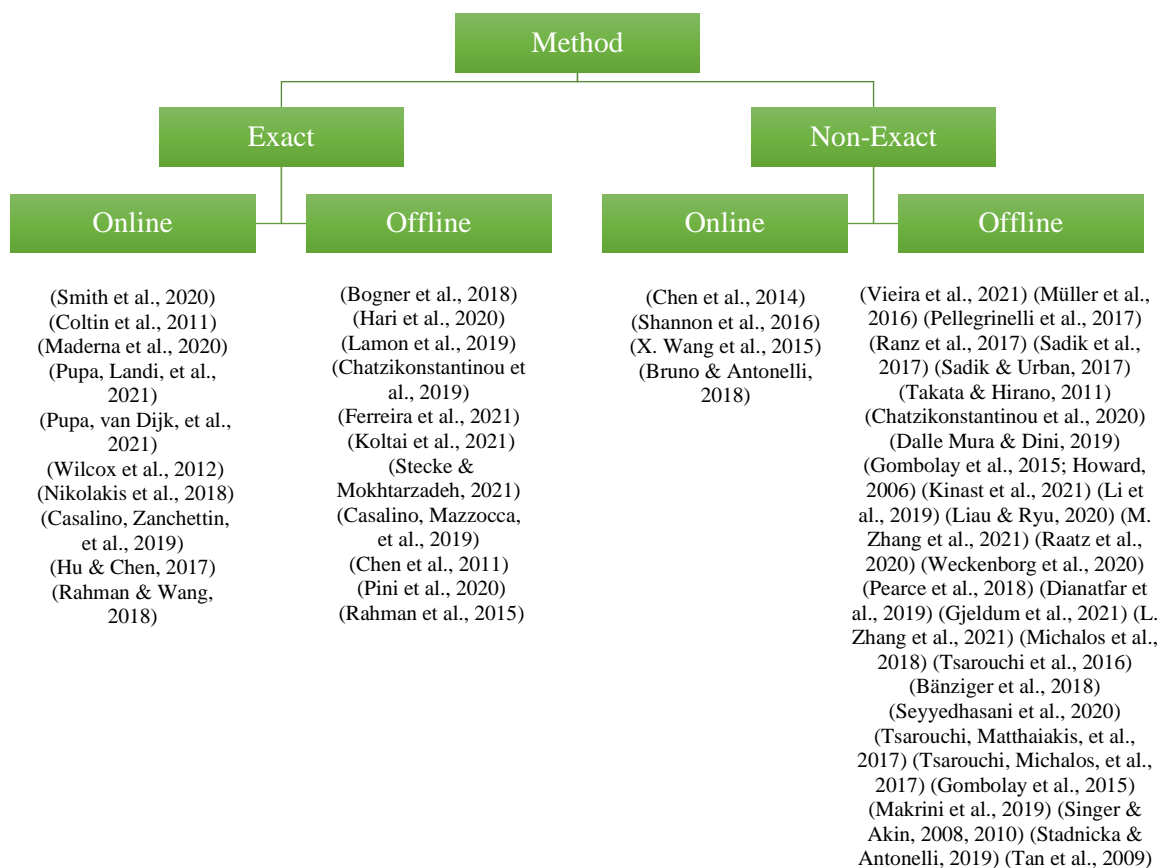 Method
Exact
Non-Exact
Online
Offline
Online
Offline
(Smith et al., 2020)
(Coltin et al., 2011)
(Maderna et al., 2020)
(Pupa, Landi, et al.,
2021)
(Pupa, van Dijk, et al.,
2021)
(Wilcox et al., 2012)
(Nikolakis et al., 2018)
(Casalino, Zanchettin,
et al., 2019)
(Hu & Chen, 2017)
(Rahman & Wang,
2018)
(Bogner et al., 2018)
(Hari et al., 2020)
(Lamon et al., 2019)
(Chatzikonstantinou et
al., 2019)
(Ferreira et al., 2021)
(Koltai et al., 2021)
(Stecke &
Mokhtarzadeh, 2021)
(Casalino, Mazzocca,
et al., 2019)
(Chen et al., 2011)
(Pini et al., 2020)
(Rahman et al., 2015)
(Chen et al., 2014)
(Shannon et al., 2016)
(X. Wang et al., 2015)
(Bruno & Antonelli,
2018)
(Vieira et al., 2021) (Müller et al.,
2016) (Pellegrinelli et al., 2017)
(Ranz et al., 2017) (Sadik et al.,
2017) (Sadik & Urban, 2017)
(Takata & Hirano, 2011)
(Chatzikonstantinou et al., 2020)
(Dalle Mura & Dini, 2019)
(Gombolay et al., 2015; Howard,
2006) (Kinast et al., 2021) (Li et
al., 2019) (Liau & Ryu, 2020) (M.
Zhang et al., 2021) (Raatz et al.,
2020) (Weckenborg et al., 2020)
(Pearce et al., 2018) (Dianatfar et
al., 2019) (Gjeldum et al., 2021) (L.
Zhang et al., 2021) (Michalos et al.,
2018) (Tsarouchi et al., 2016)
(Bänziger et al., 2018)
(Seyyedhasani et al., 2020)
(Tsarouchi, Matthaiakis, et al.,
2017) (Tsarouchi, Michalos, et al.,
2017) (Gombolay et al., 2015)
(Makrini et al., 2019) (Singer &
Akin, 2008, 2010) (Stadnicka &
Antonelli, 2019) (Tan et al., 2009)